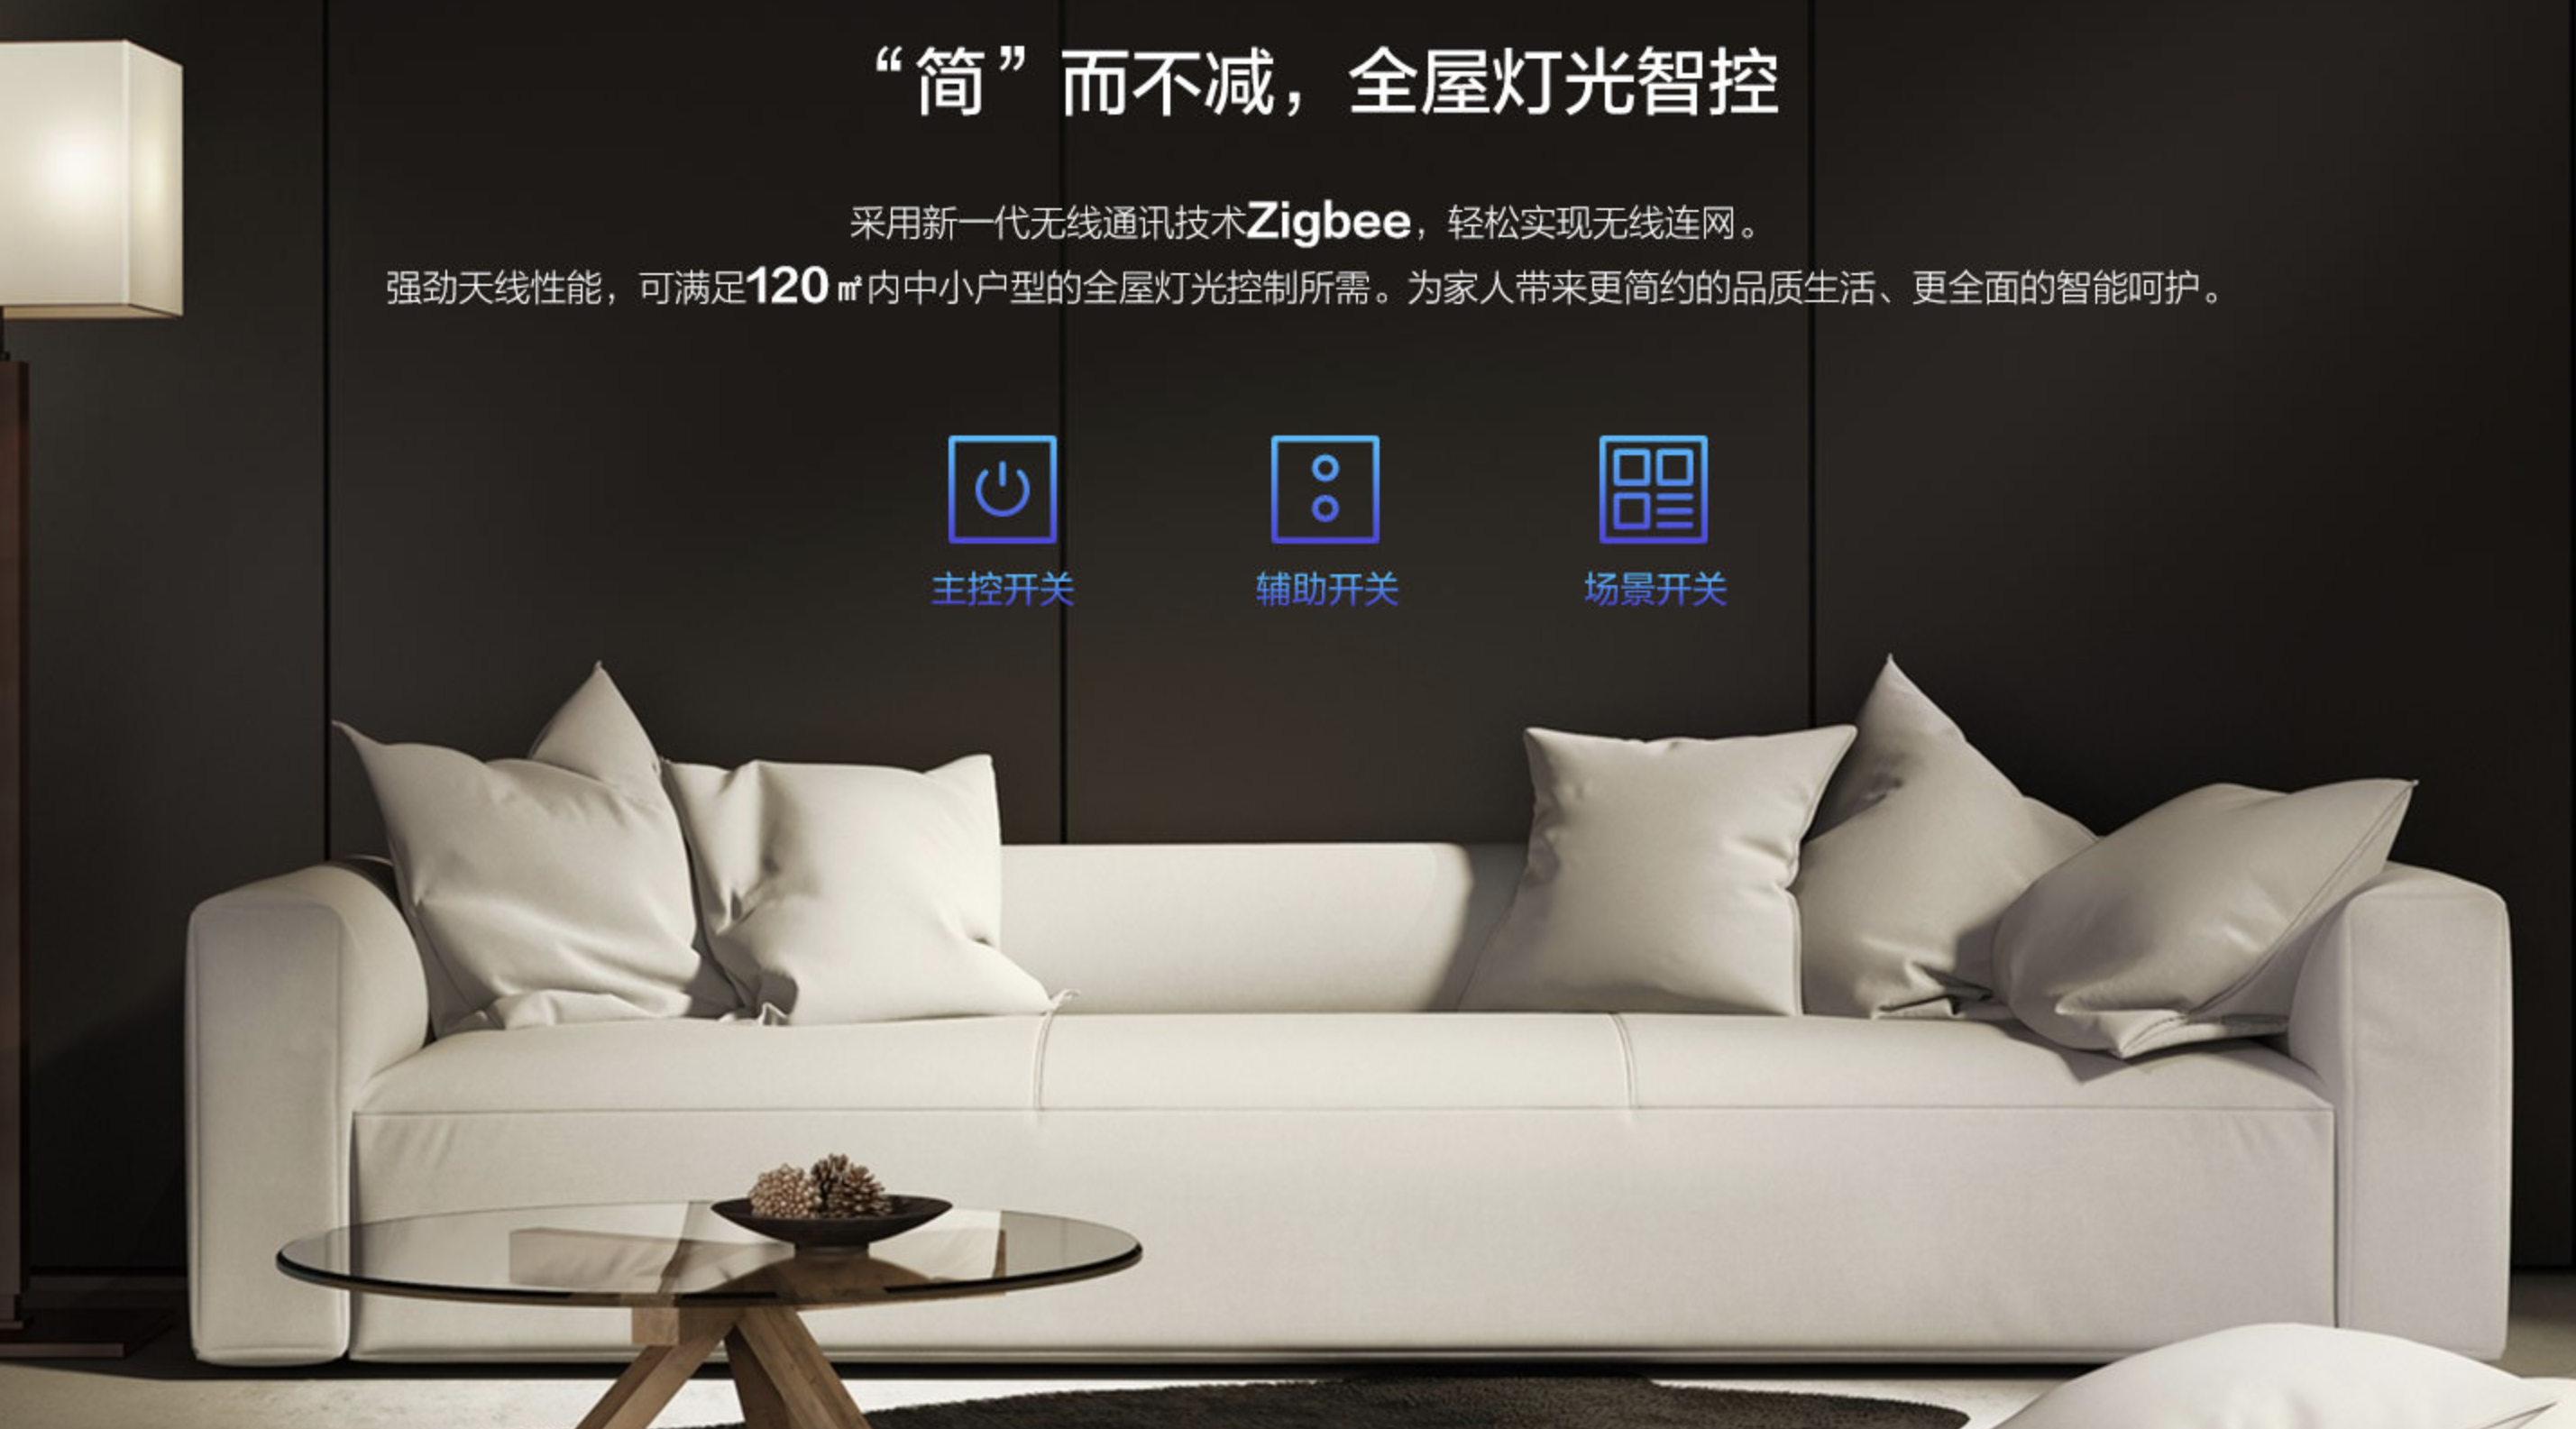 “简”而不减，全屋灯光智控
采用新一代无线通讯技术Zigbee，轻松实现无线连网。
强劲天线性能，可满足120㎡内中小户型的全屋灯光控制所需。为家人带来更简约的品质生活、更全面的智能呵护。
主控开关 辅助开关 场景开关